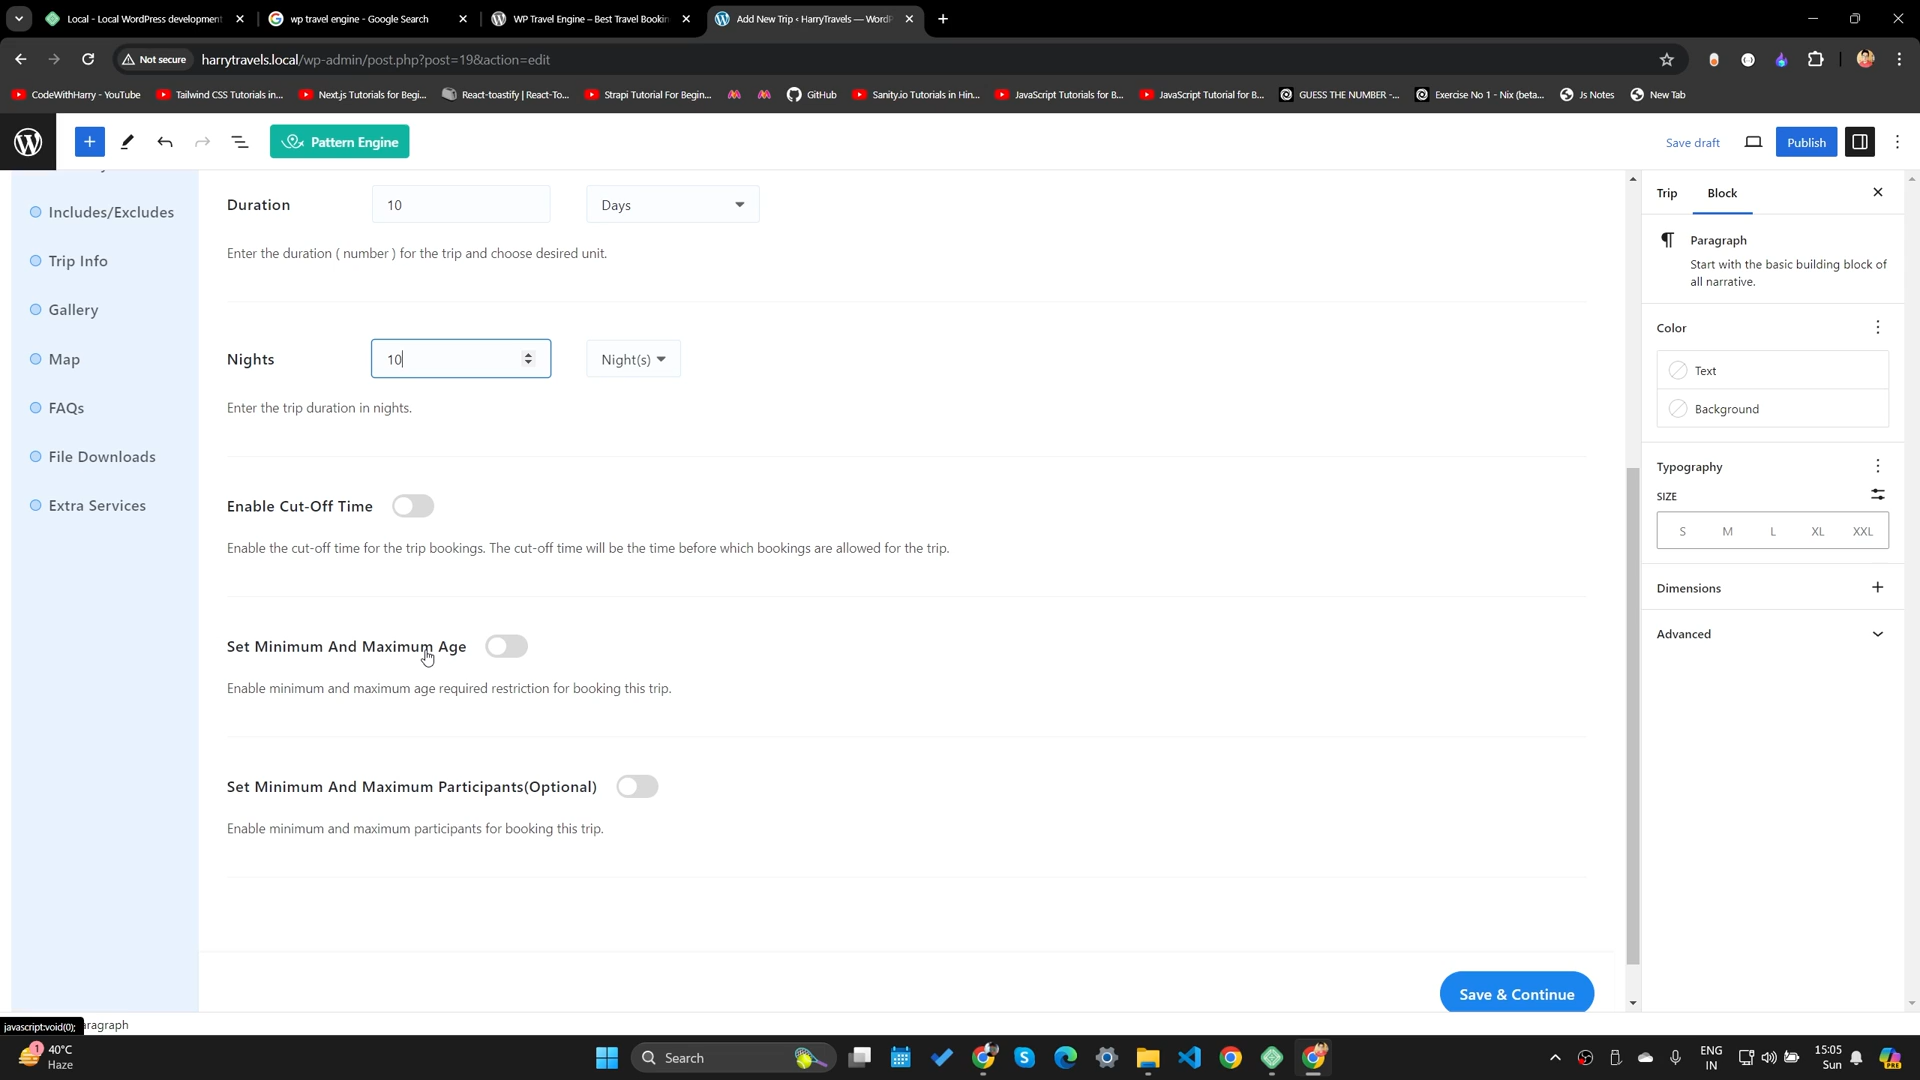 Local - Local WordPress development
wp travel engine - Google Search
WP Travel Engine – Best Travel Bookin
Add New Trip ‹ HarryTravels — WordP
Not secure
harrytravels.local/wp-admin/post.php?post=19&action=edit
CodeWithHarry - YouTube
Tailwind CSS Tutorials in...
Next.js Tutorials for Begi...
React-toastify | React-To...
Strapi Tutorial For Begin...
GitHub
Sanity.io Tutorials in Hin...
JavaScript Tutorials for B...
JavaScript Tutorial for B...
GUESS THE NUMBER -...
Exercise No 1 - Nix (beta...
Js Notes
New Tab
Pattern Engine
Save draft
Publish
Includes/Excludes
Trip Info
Gallery
Map
FAQs
File Downloads
Extra Services
Duration
10
Days
Enter the duration ( number ) for the trip and choose desired unit.
Nights
10
Night(s)
Enter the trip duration in nights.
Enable Cut-Off Time
Enable the cut-off time for the trip bookings. The cut-off time will be the time before which bookings are allowed for the trip.
Set Minimum And Maximum Age
Enable minimum and maximum age required restriction for booking this trip.
Set Minimum And Maximum Participants(Optional)
Enable minimum and maximum participants for booking this trip.
Save & Continue
Trip
Block
Paragraph
Start with the basic building block of
all narrative.
Color
Text
Background
Typography
SIZE
S
M
L
XL
XXL
Dimensions
Advanced
javascript:void(0);
aragraph
1
40°C
Haze
Search
ENG
IN
15:05
Sun
PRE